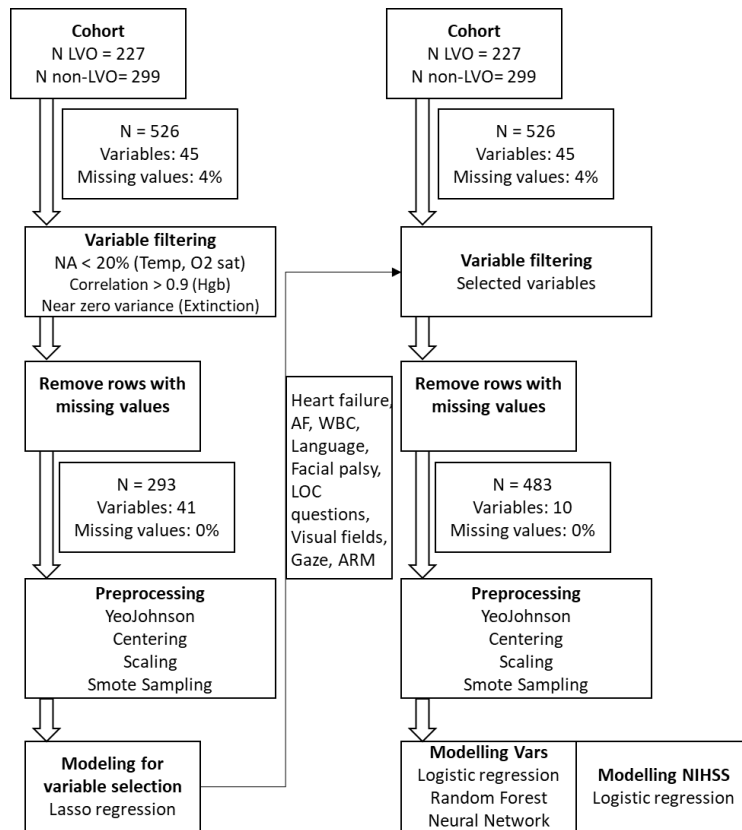 Cohort
N LVO = 227
N non-LVO= 299
N = 526
Variables: 45
Missing values: 4%
Variable filtering
NA < 20% (Temp, O2 sat)
Correlation > 0.9 (Hgb)
Near zero variance (Extinction)
Remove rows with
missing values
N = 293
Variables: 41
Missing values: 0%
Preprocessing
YeoJohnson
Centering
Scaling
Smote Sampling
Modeling for
variable selection
Lasso regression
Heart failure,
AF, WBC,
Language,
Facial palsy,
LOC
questions,
Visual fields,
Gaze, ARM
Cohort
N LVO = 227
N non-LVO= 299
N = 526
Variables: 45
Missing values: 4%
Variable filtering
Selected variables
Remove rows with
missing values
N = 483
Variables: 10
Missing values: 0%
Preprocessing
YeoJohnson
Centering
Scaling
Smote Sampling
Modelling Vars
Logistic regression
Random Forest
Neural Network
Modelling NIHSS
Logistic regression